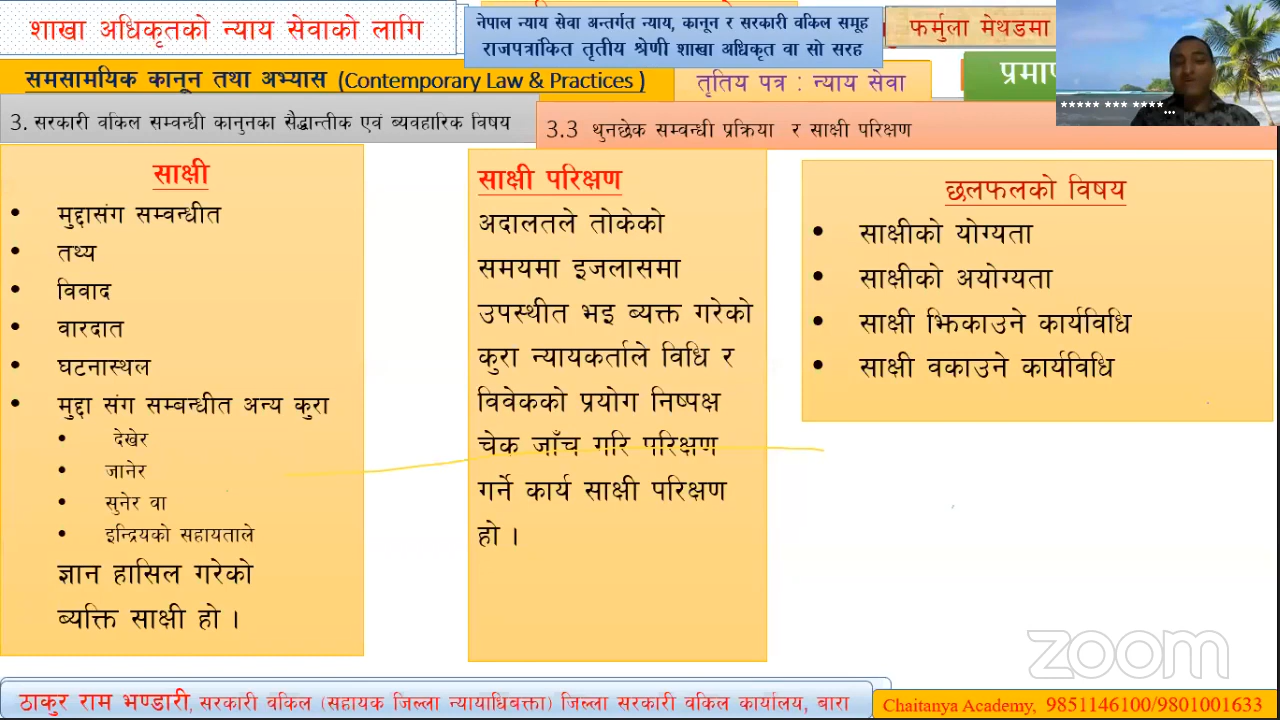 शाखा अधिकृतको न्याय सेवाको लागि
नेपाल न्याय सेवा अन्तर्गत न्याय, कानून र सरकारी वकिल समूह
राजपत्रांकित तृतीय श्रेणी शाखा अधिकृत वा सो सरह
फर्मुला मेथडमा
समसामयिक कानून तथा अभ्यास (Contemporary Law & Practices )
तृतिय पत्र : न्याय सेवा
***** *** ****...
3. सरकारी वकिल सम्वन्धी कानुनका सैद्धान्तीक एवं ब्यवहारिक विषय
3.3 थुनछेक सम्वन्धी प्रक्रिया र साक्षी परिक्षण
साक्षी
• मुद्दासंग सम्वन्धीत
• तथ्य
• विवाद
• वारदात
• घटनास्थल
• मुद्दा संग सम्बन्धीत अन्य कुरा
• देखेर
• जानेर
• सुनेर वा
• इन्द्रियको सहायताले
ज्ञान हासिल गरेको
ब्यक्ति साक्षी हो ।
साक्षी परिक्षण
अदालतले तोकेको
समयमा इजलासमा
उपस्थीत भइ ब्यक्त गरेको
कुरा न्यायकर्ताले विधि र
विवेकको प्रयोग निष्पक्ष
चेक जाँच गरि परिक्षण
गर्ने कार्य साक्षी परिक्षण
हो ।
छलफलको विषय
• साक्षीको योग्यता
• साक्षीको अयोग्यता
• साक्षी झिकाउने कार्यविधि
• साक्षी वकाउने कार्यविधि
zoom
ठाकुर राम भण्डारी, सरकारी वकिल (सहायक जिल्ला न्यायाधिवक्ता) जिल्ला सरकारी वकिल कार्यालय, बारा
Chaitanya Academy, 9851146100/9801001633